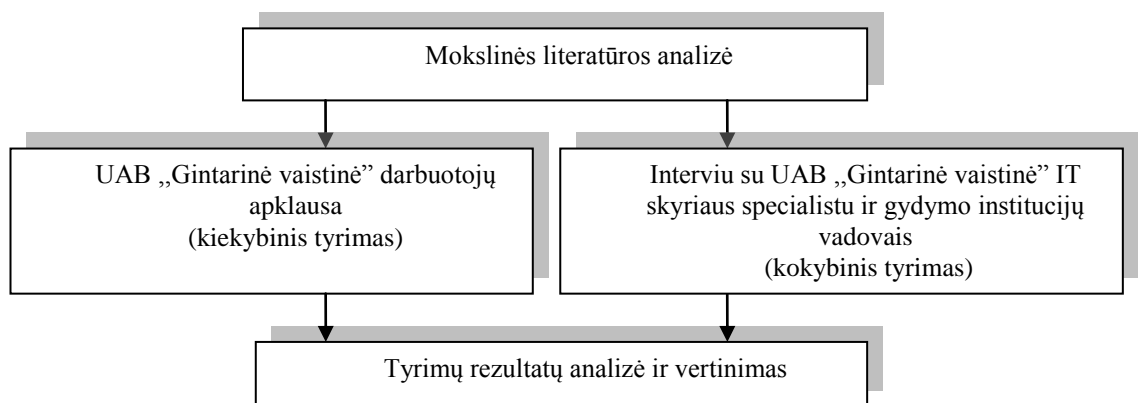 Mokslinės literatūros analizė
UAB ,,Gintarinė vaistinė” darbuotojų
apklausa
(kiekybinis tyrimas)
Interviu su UAB ,,Gintarinė vaistinė” IT
skyriaus specialistu ir gydymo institucijų
vadovais
(kokybinis tyrimas)
Tyrimų rezultatų analizė ir vertinimas